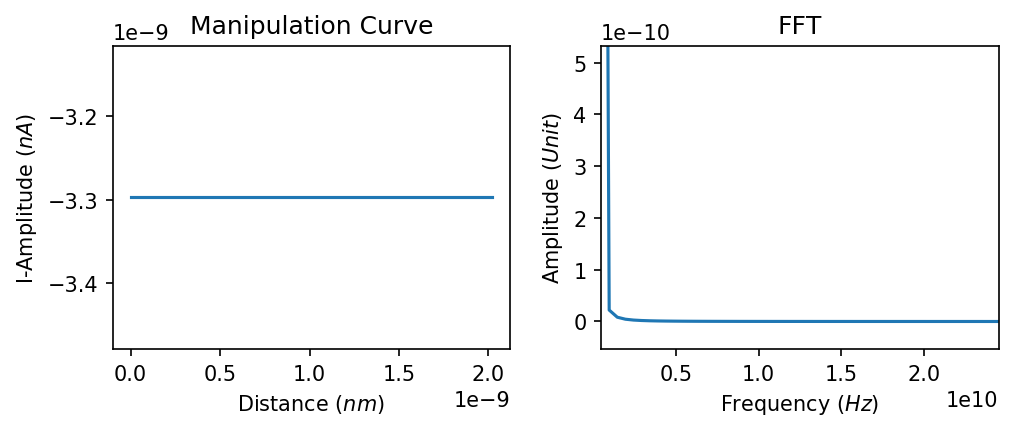 Manipulation Curve
1e−9
−3.2
−3.3
−3.4
I-Amplitude (nA)
0.0 0.5 1.0 1.5 2.0
1e−9
Distance (nm)
FFT
1e−10
5
4
3
2
1
0
Amplitude (Unit)
0.5 1.0 1.5 2.0
1e10
Frequency (Hz)